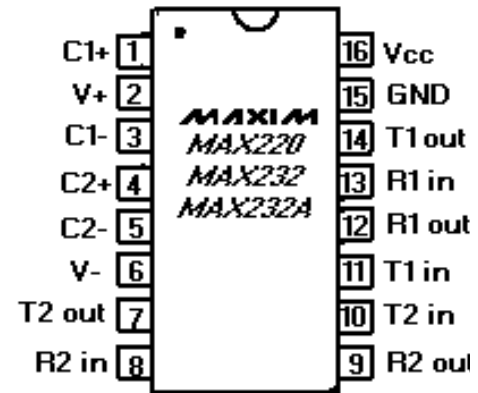 C1+ 1
V+ 2
C1- 3
C2+ 4
C2- 5
V- 6
T2 out 7
R2 in 8
MAXIM
MAX220
MAX232
MAX232A
16 Vcc
15 GND
14 T1 out
13 R1 in
12 R1 out
11 T1 in
10 T2 in
9 R2 out